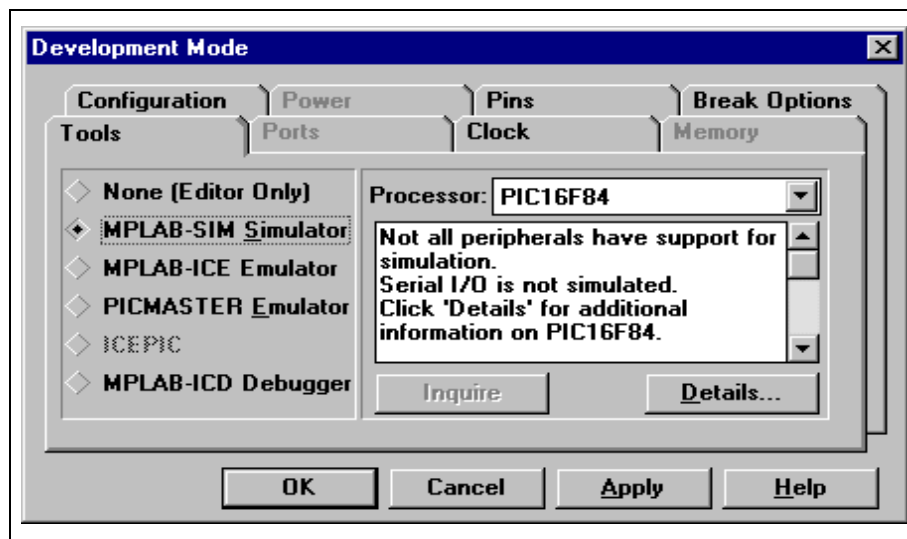 Development Mode
Configuration Power Pins Break Options
Tools Ports Clock Memory
None (Editor Only)
MPLAB-SIM Simulator
MPLAB-ICE Emulator
PICMASTER Emulator
ICEPIC
MPLAB-ICD Debugger
Processor: PIC16F84
Not all peripherals have support for
simulation.
Serial I/O is not simulated.
Click 'Details' for additional
information on PIC16F84.
Inquire Details...
OK Cancel Apply Help